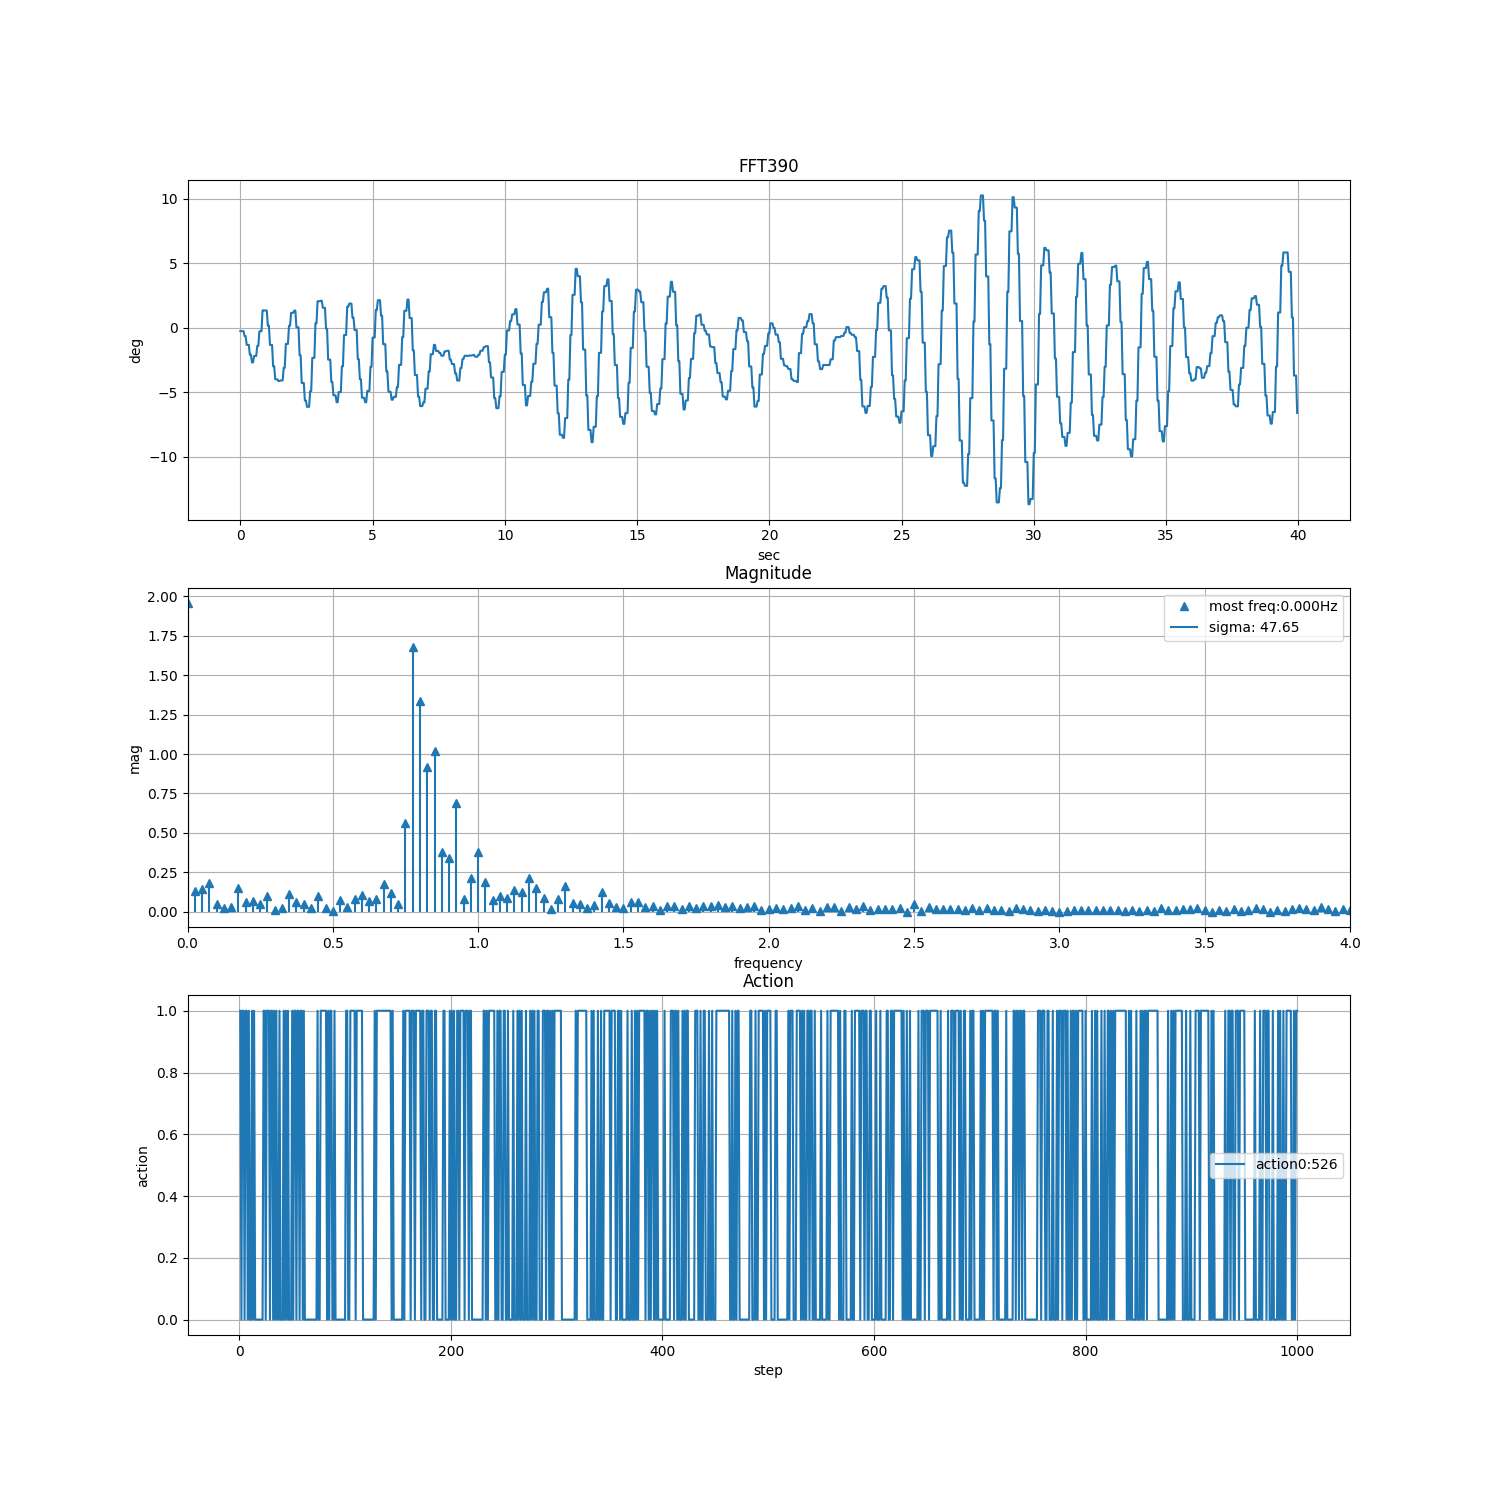 FFT390
10
5
0
−5
−10
deg
0 5 10 15 20 25 30 35 40
sec
Magnitude
2.00
1.75
1.50
1.25
1.00
0.75
0.50
0.25
0.00
mag
most freq:0.000Hz
sigma: 47.65
0.0 0.5 1.0 1.5 2.0 2.5 3.0 3.5 4.0
frequency
Action
1.0
0.8
0.6
0.4
0.2
0.0
action
action0:526
0 200 400 600 800 1000
step